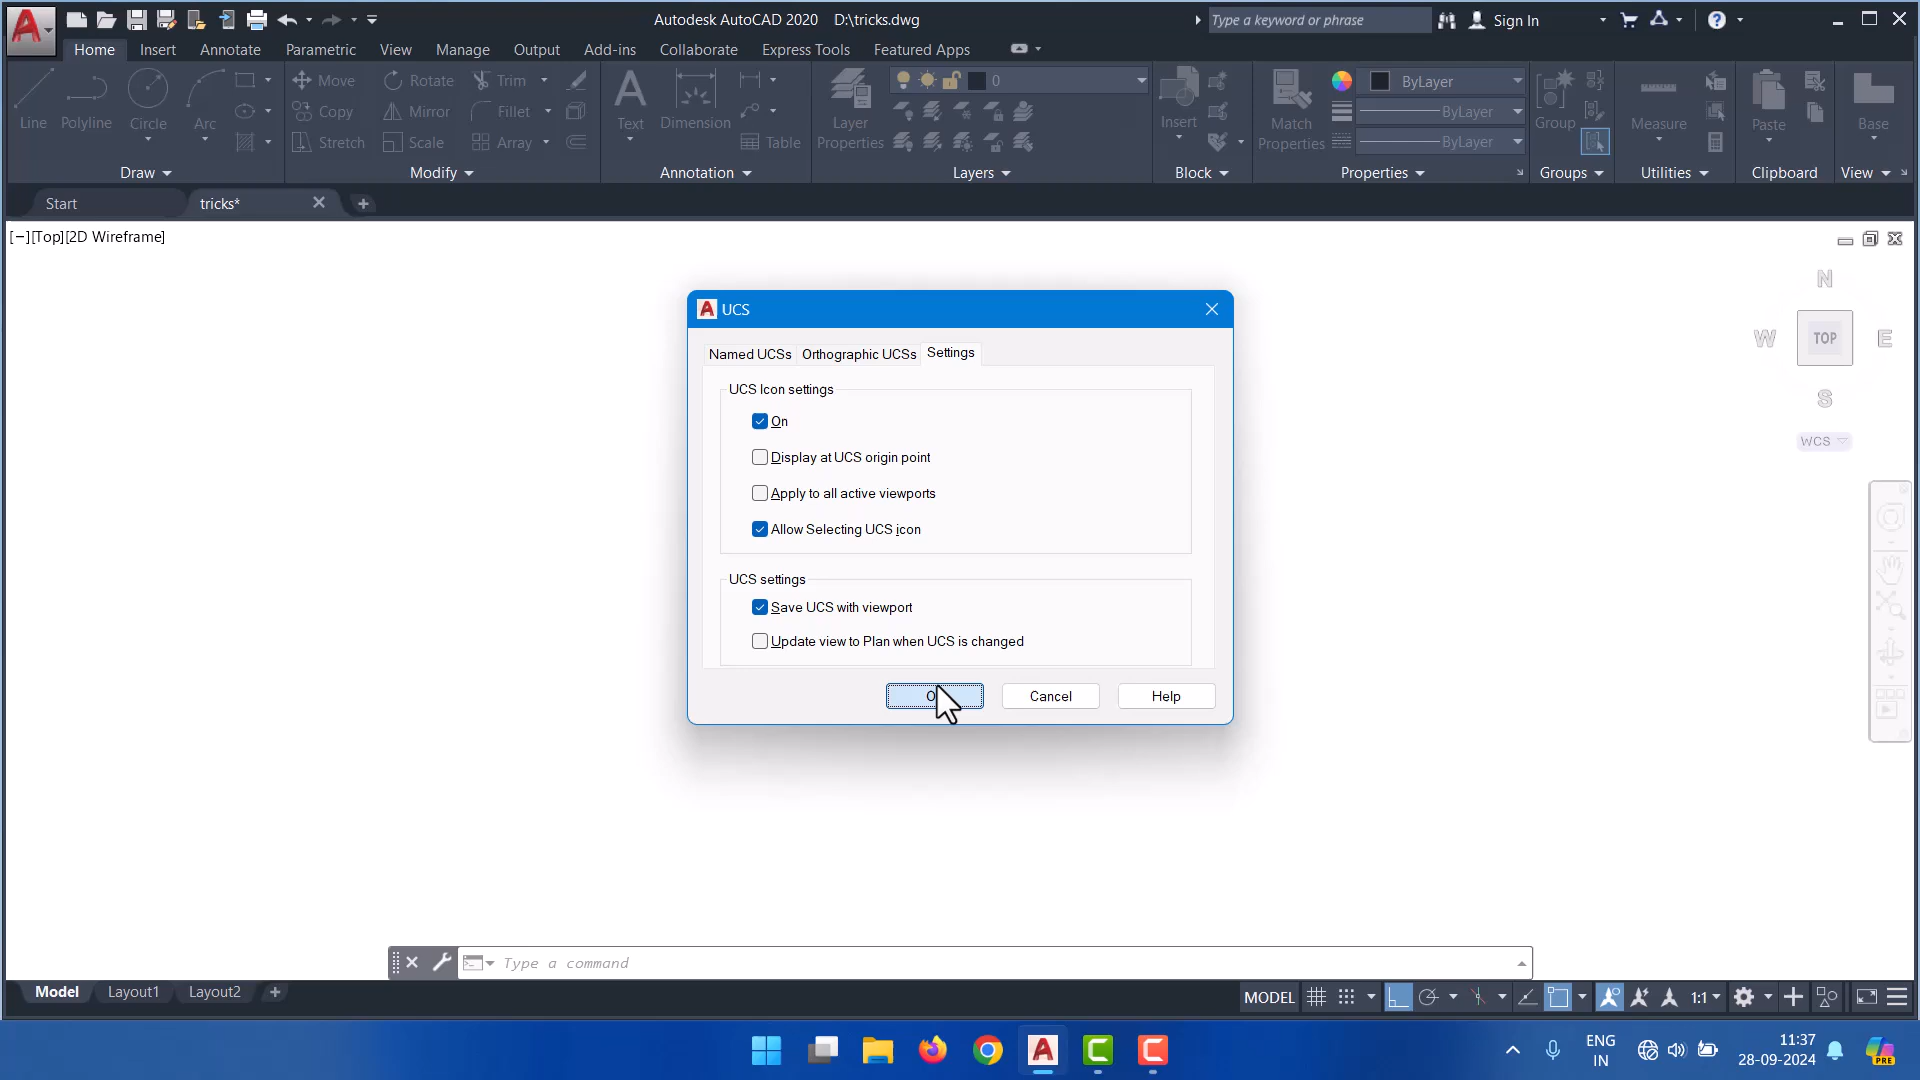 Autodesk AutoCAD 2020 D:\tricks.dwg
Type a keyword or phrase
Sign In
Home Insert Annotate Parametric View Manage Output Add-ins Collaborate Express Tools Featured Apps
Line
Polyline
Circle
Arc
Draw
Move
Rotate
Trim
Copy
Mirror
Fillet
Stretch
Scale
Array
Modify
Text
Dimension
Table
Annotation
Layer
Properties
0
Layers
Insert
Block
Match
Properties
ByLayer
ByLayer
ByLayer
Properties
Group
Groups
Measure
Utilities
Paste
Clipboard
Base
View
Start
tricks*
[−][Top][2D Wireframe]
N
W TOP E
S
WCS
UCS
Named UCSs Orthographic UCSs Settings
UCS Icon settings
On
Display at UCS origin point
Apply to all active viewports
Allow Selecting UCS icon
UCS settings
Save UCS with viewport
Update view to Plan when UCS is changed
Cancel
Help
Type a command
Model Layout1 Layout2
MODEL
1:1
ENG
IN
11:37
28-09-2024
PRE